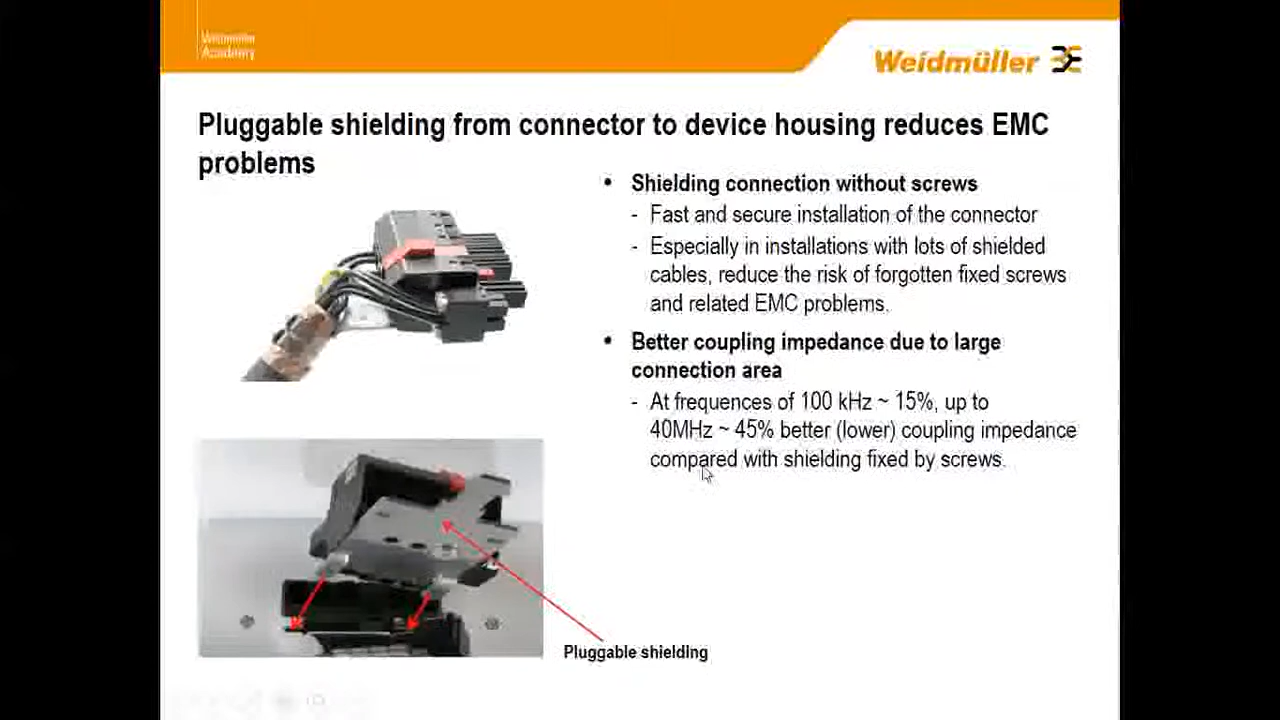 Weidmüller
Academy
Weidmüller
Pluggable shielding from connector to device housing reduces EMC
problems
• Shielding connection without screws
- Fast and secure installation of the connector
- Especially in installations with lots of shielded
cables, reduce the risk of forgotten fixed screws
and related EMC problems.
• Better coupling impedance due to large
connection area
- At frequences of 100 kHz ~ 15%, up to
40MHz ~ 45% better (lower) coupling impedance
compared with shielding fixed by screws.
Pluggable shielding